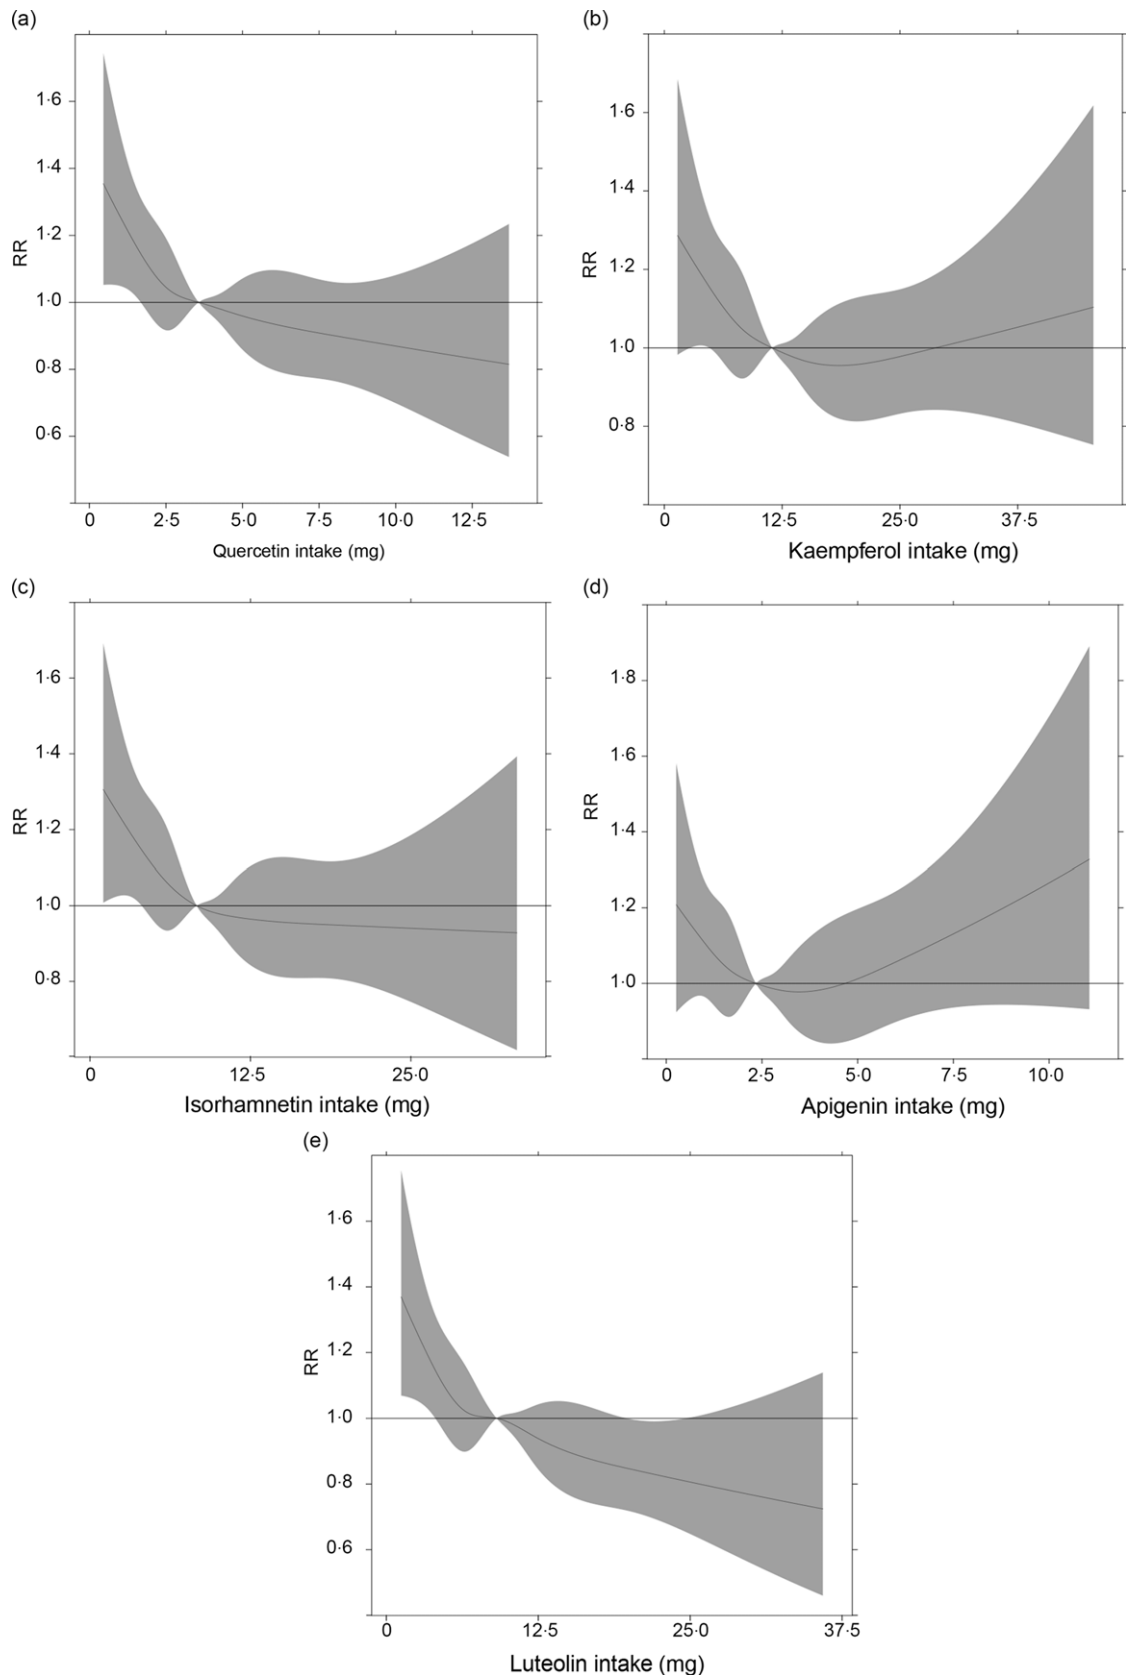 (a)
1·6
1·4
1·2
1·0
0·8
0·6
RR
0 2·5 5·0 7·5 10·0 12·5
Quercetin intake (mg)
(b)
1·6
1·4
1·2
1·0
0·8
RR
0 12·5 25·0 37·5
Kaempferol intake (mg)
(c)
1·6
1·4
1·2
1·0
0·8
RR
0 12·5 25·0
Isorhamnetin intake (mg)
(d)
1·8
1·6
1·4
1·2
1·0
RR
0 2·5 5·0 7·5 10·0
Apigenin intake (mg)
(e)
1·6
1·4
1·2
1·0
0·8
0·6
RR
0 12·5 25·0 37·5
Luteolin intake (mg)